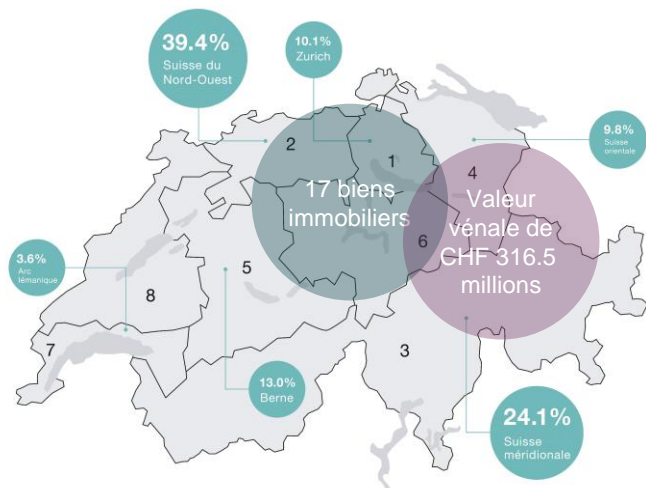 39.4%
Suisse du
Nord-Ouest
10.1%
Zurich
9.8%
Suisse
orientale
2
1
4
17 biens
immobiliers
Valeur
vénale de
CHF 316.5
millions
6
3.6%
Arc
lémanique
5
8
7
3
13.0%
Berne
24.1%
Suisse
méridionale